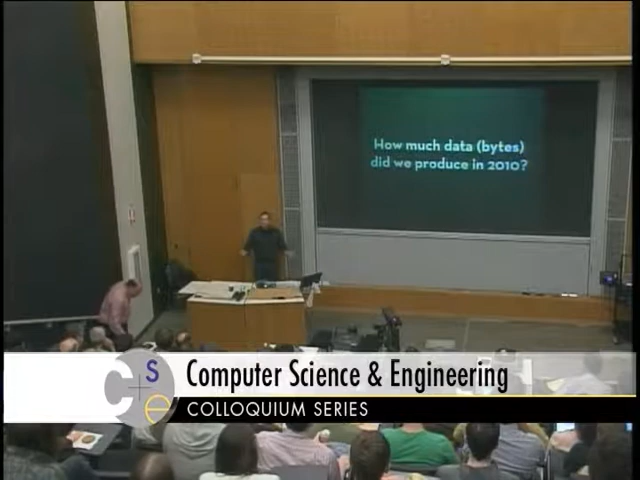 How much data (bytes)
did we produce in 2010?
C s e
Computer Science & Engineering
COLLOQUIUM SERIES